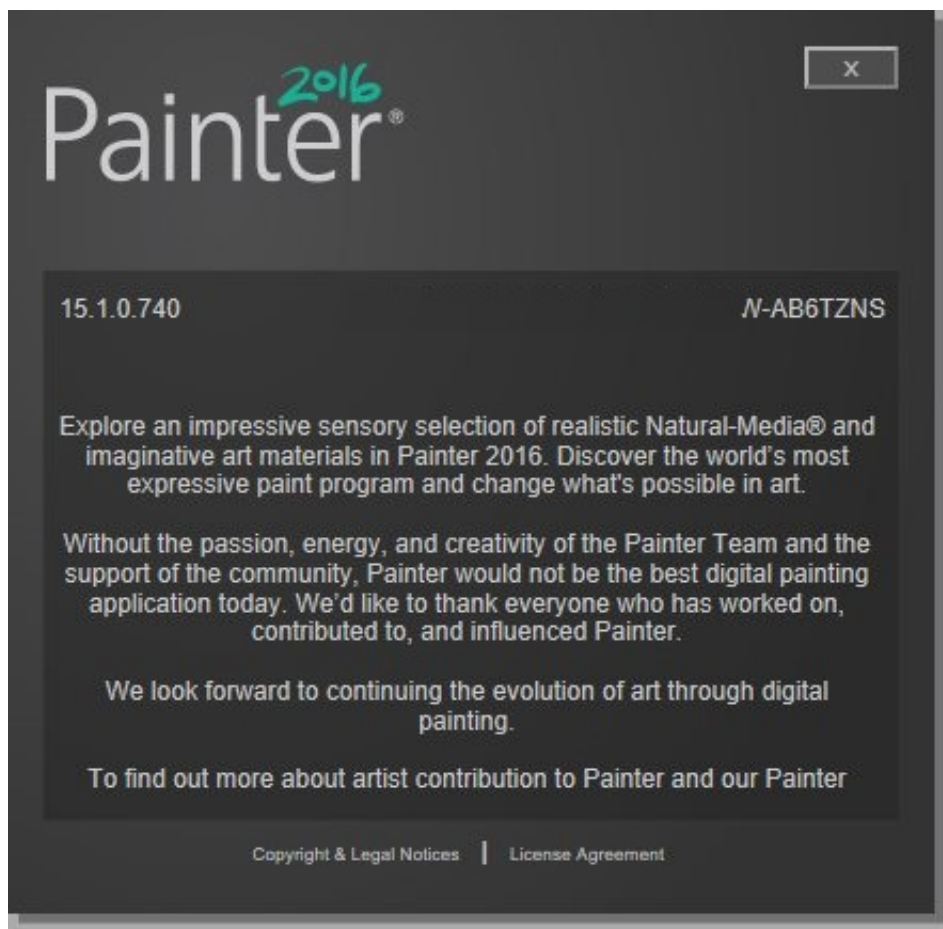 2016
Painter®
x
15.1.0.740
N-AB6TZNS
Explore an impressive sensory selection of realistic Natural-Media® and
imaginative art materials in Painter 2016. Discover the world's most
expressive paint program and change what's possible in art.
Without the passion, energy, and creativity of the Painter Team and the
support of the community, Painter would not be the best digital painting
application today. We'd like to thank everyone who has worked on,
contributed to, and influenced Painter.
We look forward to continuing the evolution of art through digital
painting.
To find out more about artist contribution to Painter and our Painter
Copyright & Legal Notices | License Agreement